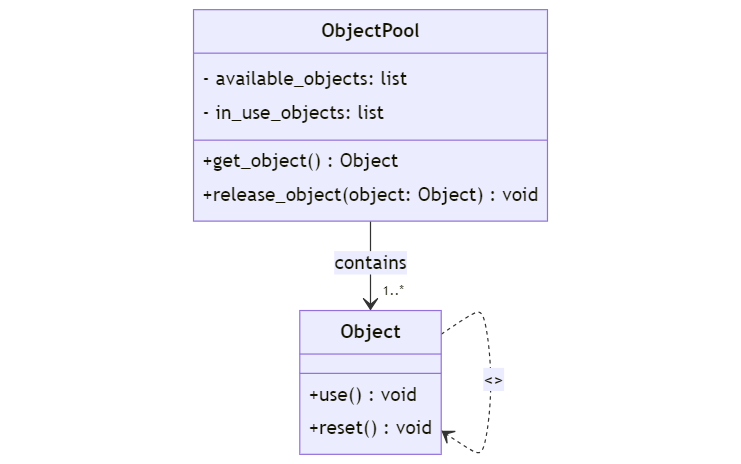 ObjectPool
- available_objects: list
- in_use_objects: list
+get_object() : Object
+release_object(object: Object) : void
contains
1..*
Object
+use() : void
+reset() : void
<>